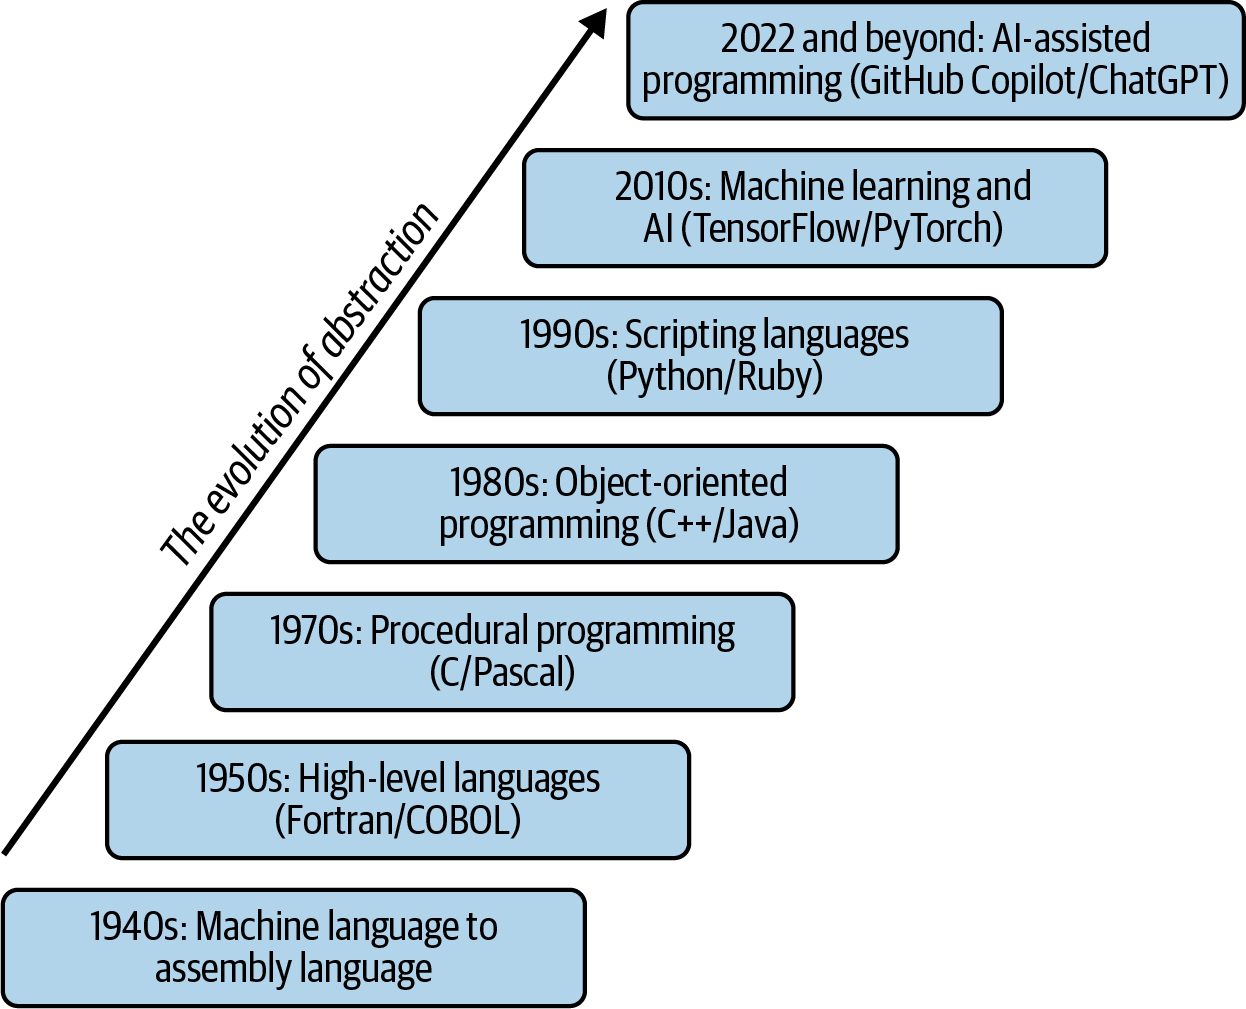 2022 and beyond: AI-assisted
programming (GitHub Copilot/ChatGPT)
2010s: Machine learning and
AI (TensorFlow/PyTorch)
The evolution of abstraction
1990s: Scripting languages
(Python/Ruby)
1980s: Object-oriented
programming (C++/Java)
1970s: Procedural programming
(C/Pascal)
1950s: High-level languages
(Fortran/COBOL)
1940s: Machine language to
assembly language